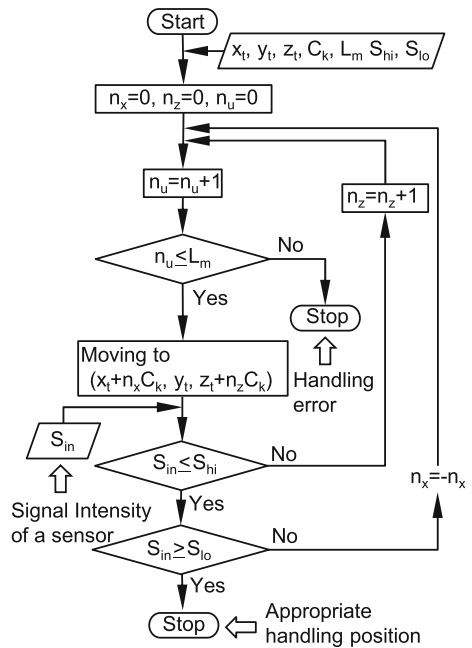 Start
xt, yt, zt, Ck, Lm Shi, Slo
nx=0, nz=0, nu=0
nu=nu+1
nz=nz+1
nu≤Lm
No
Yes
Stop
Moving to
(xt+nxCk, yt, zt+nzCk)
Handling
error
Sin
Sin≤Shi
No
nx=-nx
Signal Intensity
of a sensor
Yes
Sin≥Slo
No
Yes
Stop
Appropriate
handling position